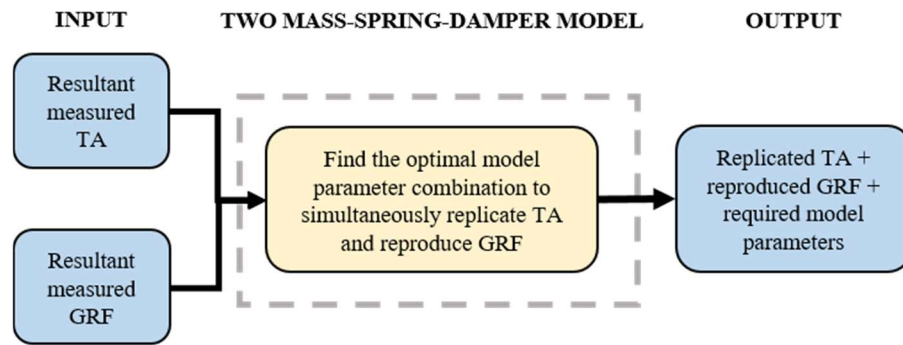 INPUT
TWO MASS-SPRING-DAMPER MODEL
OUTPUT
Resultant
measured
TA
Resultant
measured
GRF
Find the optimal model
parameter combination to
simultaneously replicate TA
and reproduce GRF
Replicated TA +
reproduced GRF +
required model
parameters